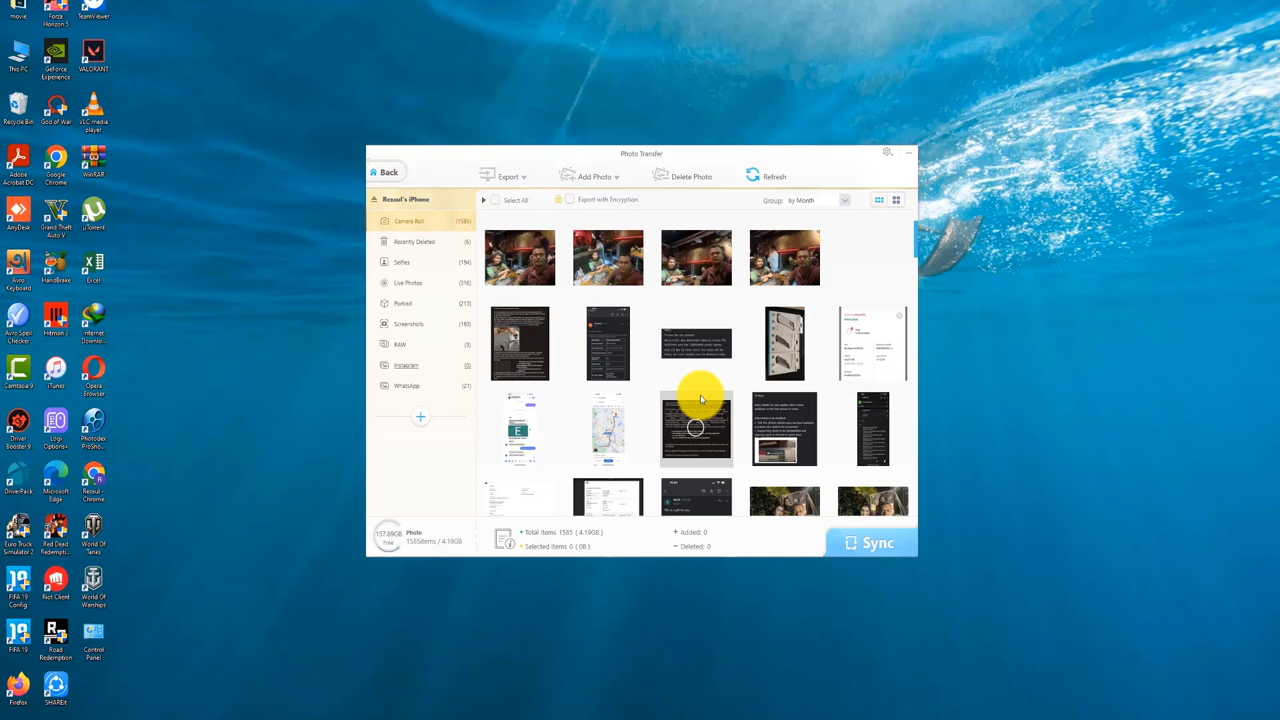 movie
Forza Horizon 5
TeamViewer
This PC
GeForce Experience
VALORANT
Recycle Bin
God of War
VLC media player
Adobe Acrobat DC
Google Chrome
WinRAR
AnyDesk
Grand Theft Auto V
µTorrent
Avro Keyboard
HandBrake
Excel
Avro Spell Checker
Hitman 3
Internet Downlo...
Camtasia 9
iTunes
Opera Browser
Driver Booster 9
Logi Options+
Photodex ProSho...
DriverPack
Microsoft Edge
Rezaul - Chrome
Euro Truck Simulator 2
Red Dead Redempti...
World Of Tanks
FIFA 19 Config
Riot Client
World Of Warships
FIFA 19
Road Redemption
Control Panel
Firefox
SHAREit
Photo Transfer
Back
Export
Add Photo
Delete Photo
Refresh
Rezaul's iPhone
Select All
Export with Encryption
Group: by Month
Camera Roll (1585)
Recently Deleted (6)
Selfies (194)
Live Photos (316)
Portrait (213)
Screenshots (193)
RAW (3)
Instagram (2)
WhatsApp (21)
157.89GB Free
Photo
1585items / 4.19GB
Total items 1585 ( 4.19GB )
Selected items 0 ( 0B )
+ Added: 0
− Deleted: 0
Sync